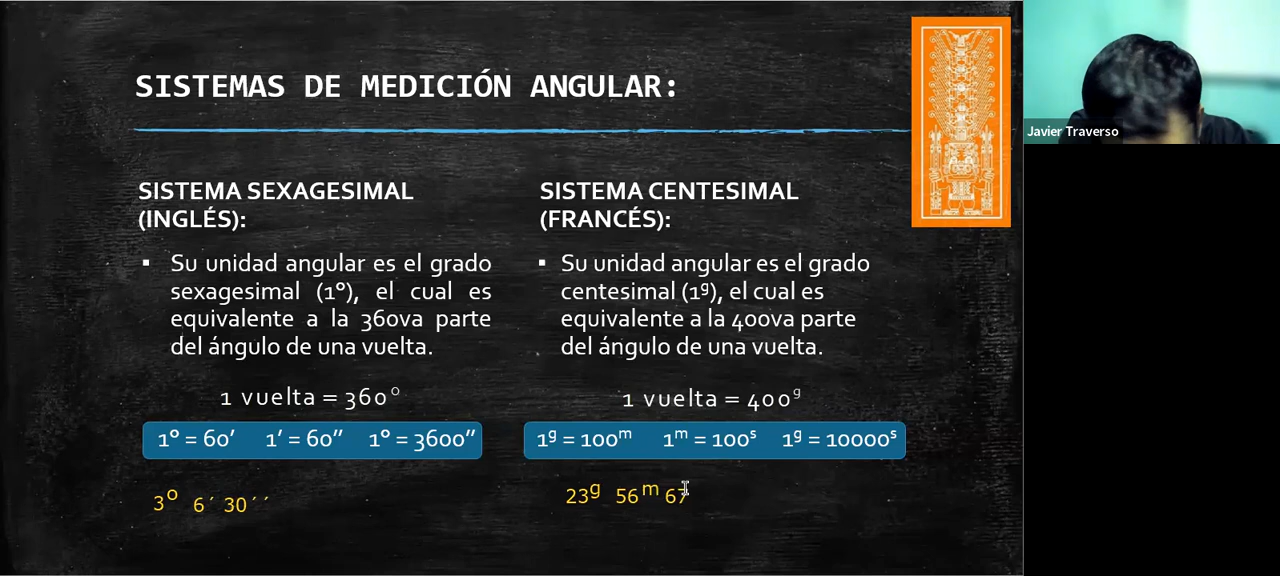 SISTEMAS DE MEDICIÓN ANGULAR:
Javier Traverso
SISTEMA SEXAGESIMAL
(INGLÉS):
▪ Su unidad angular es el grado
sexagesimal (1°), el cual es
equivalente a la 360va parte
del ángulo de una vuelta.
1 vuelta = 360°
1° = 60’ 1’ = 60’’ 1° = 3600’’
3° 6´ 30´´
SISTEMA CENTESIMAL
(FRANCÉS):
▪ Su unidad angular es el grado
centesimal (1ᵍ), el cual es
equivalente a la 400va parte
del ángulo de una vuelta.
1 vuelta = 400ᵍ
1ᵍ = 100ᵐ 1ᵐ = 100ˢ 1ᵍ = 10000ˢ
23ᵍ 56ᵐ 67